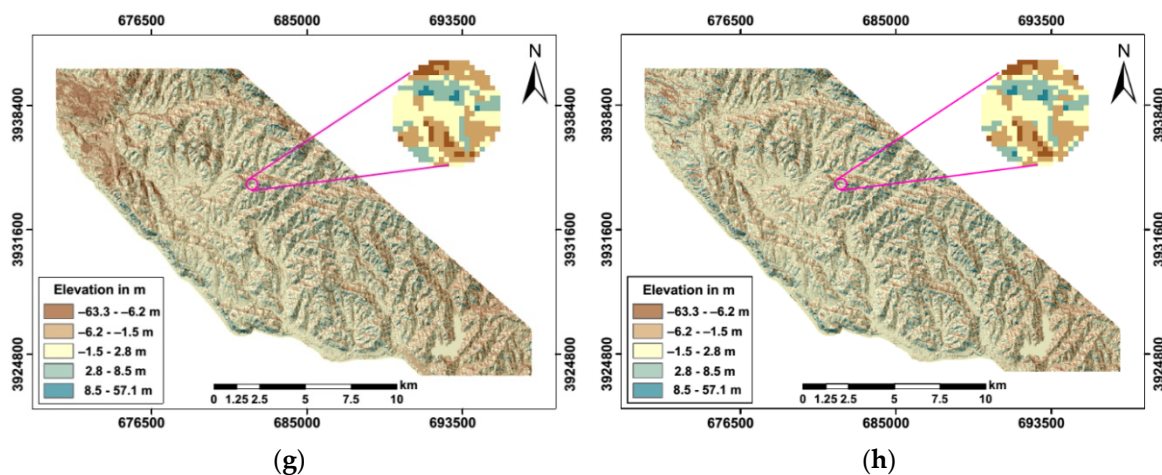 676500 685000 693500 676500 685000 693500
N N
3938400 3938400 3938400
3931600 3931600 3931600
Elevation in m Elevation in m
–63.3 - –6.2 m –63.3 - –6.2 m
–6.2 - –1.5 m –6.2 - –1.5 m
–1.5 - 2.8 m –1.5 - 2.8 m
2.8 - 8.5 m 2.8 - 8.5 m
8.5 - 57.1 m 8.5 - 57.1 m
3924800 3924800 3924800
km km
0 1.25 2.5 5 7.5 10 0 1.25 2.5 5 7.5 10
676500 685000 693500 676500 685000 693500
(g) (h)